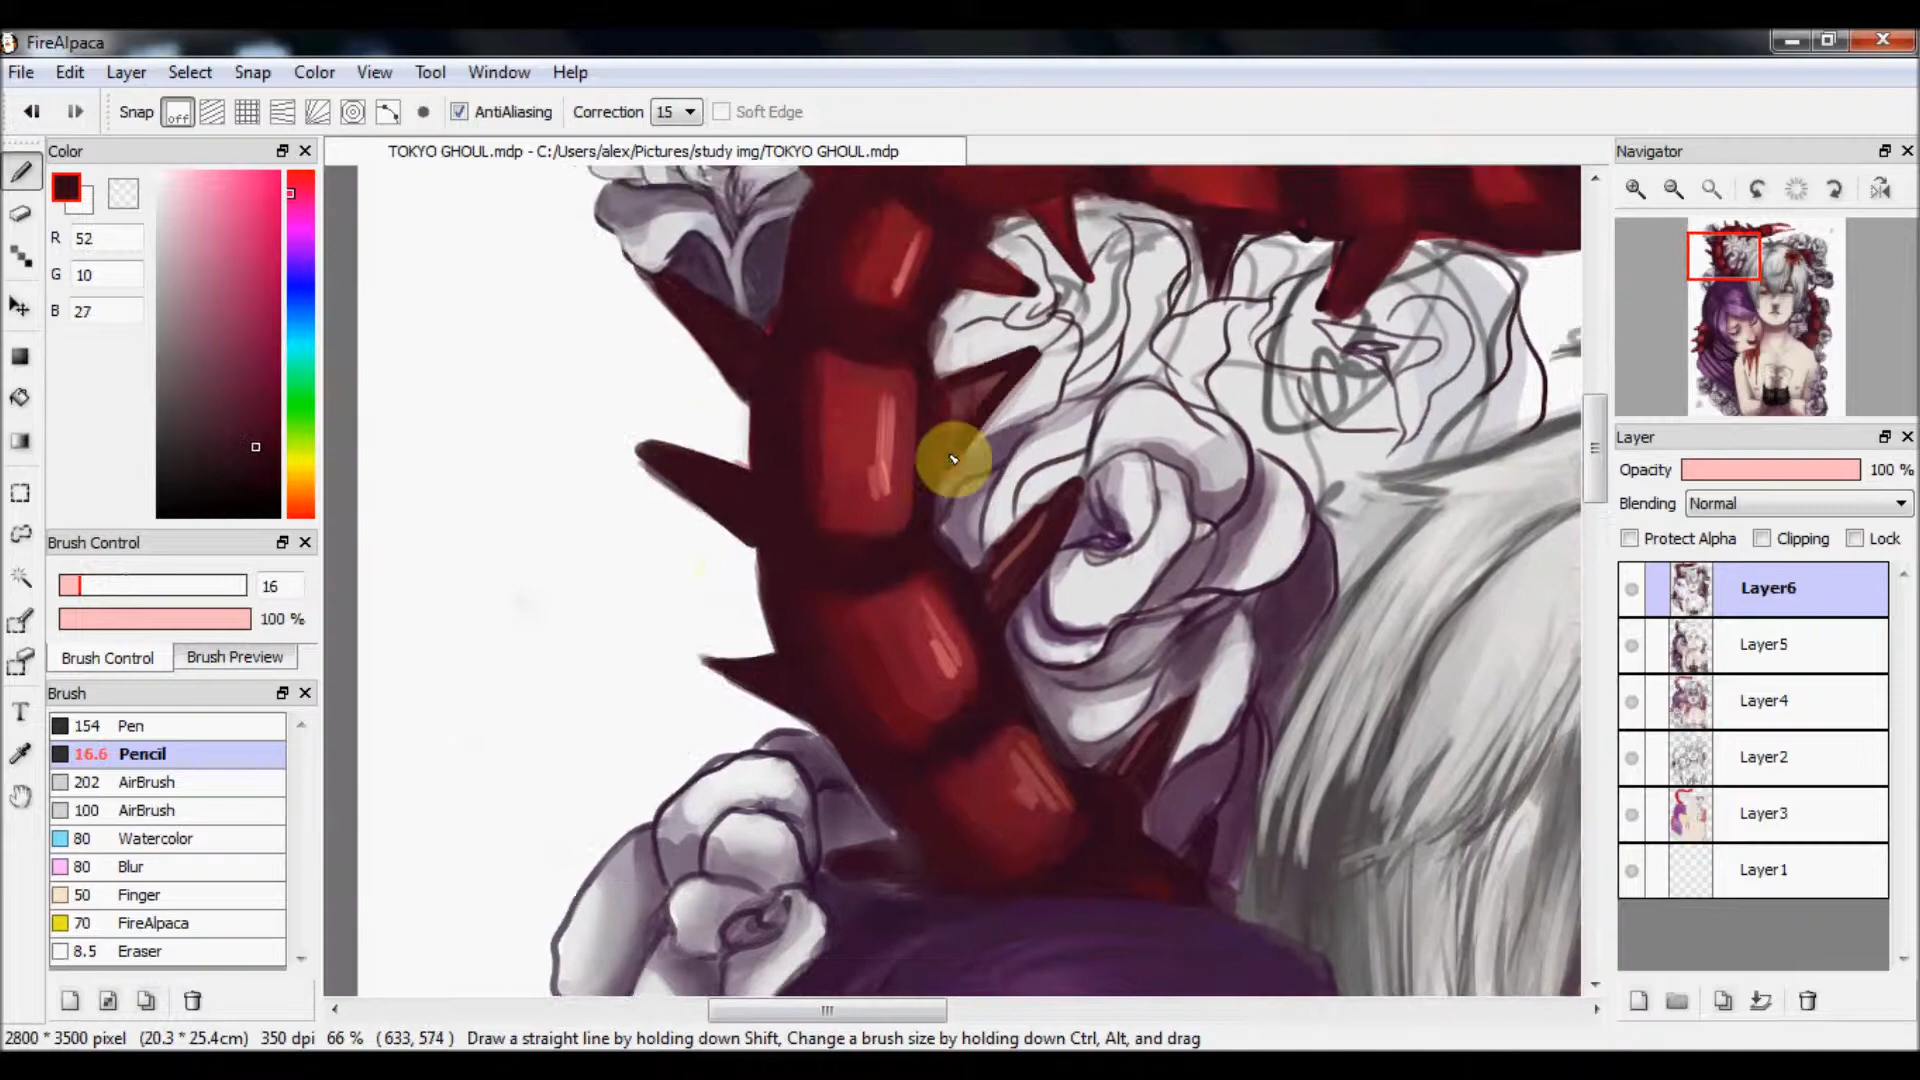 FireAlpaca
File Edit Layer Select Snap Color View Tool Window Help
Snap off AntiAliasing Correction 15 Soft Edge
Color
TOKYO GHOUL.mdp - C:/Users/alex/Pictures/study img/TOKYO GHOUL.mdp
Navigator
R 52
G 10
B 27
Layer
Opacity 100 %
Blending Normal
Protect Alpha Clipping Lock
Brush Control
16
100 %
Brush Control Brush Preview
Brush
154 Pen
16.6 Pencil
202 AirBrush
100 AirBrush
80 Watercolor
80 Blur
50 Finger
70 FireAlpaca
8.5 Eraser
Layer6
Layer5
Layer4
Layer2
Layer3
Layer1
T
2800 * 3500 pixel (20.3 * 25.4cm) 350 dpi 66 % ( 633, 574 ) Draw a straight line by holding down Shift, Change a brush size by holding down Ctrl, Alt, and drag